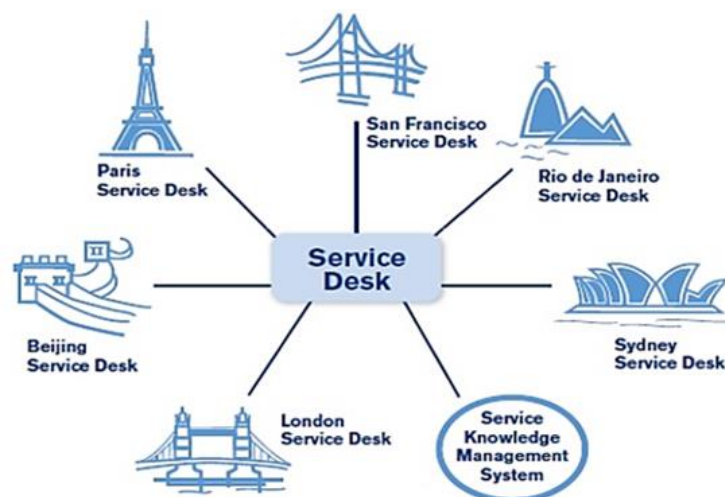 San Francisco
Service Desk
Paris
Service Desk
Rio de Janeiro
Service Desk
Service
Desk
Beijing
Service Desk
Sydney
Service Desk
London
Service Desk
Service
Knowledge
Management
System